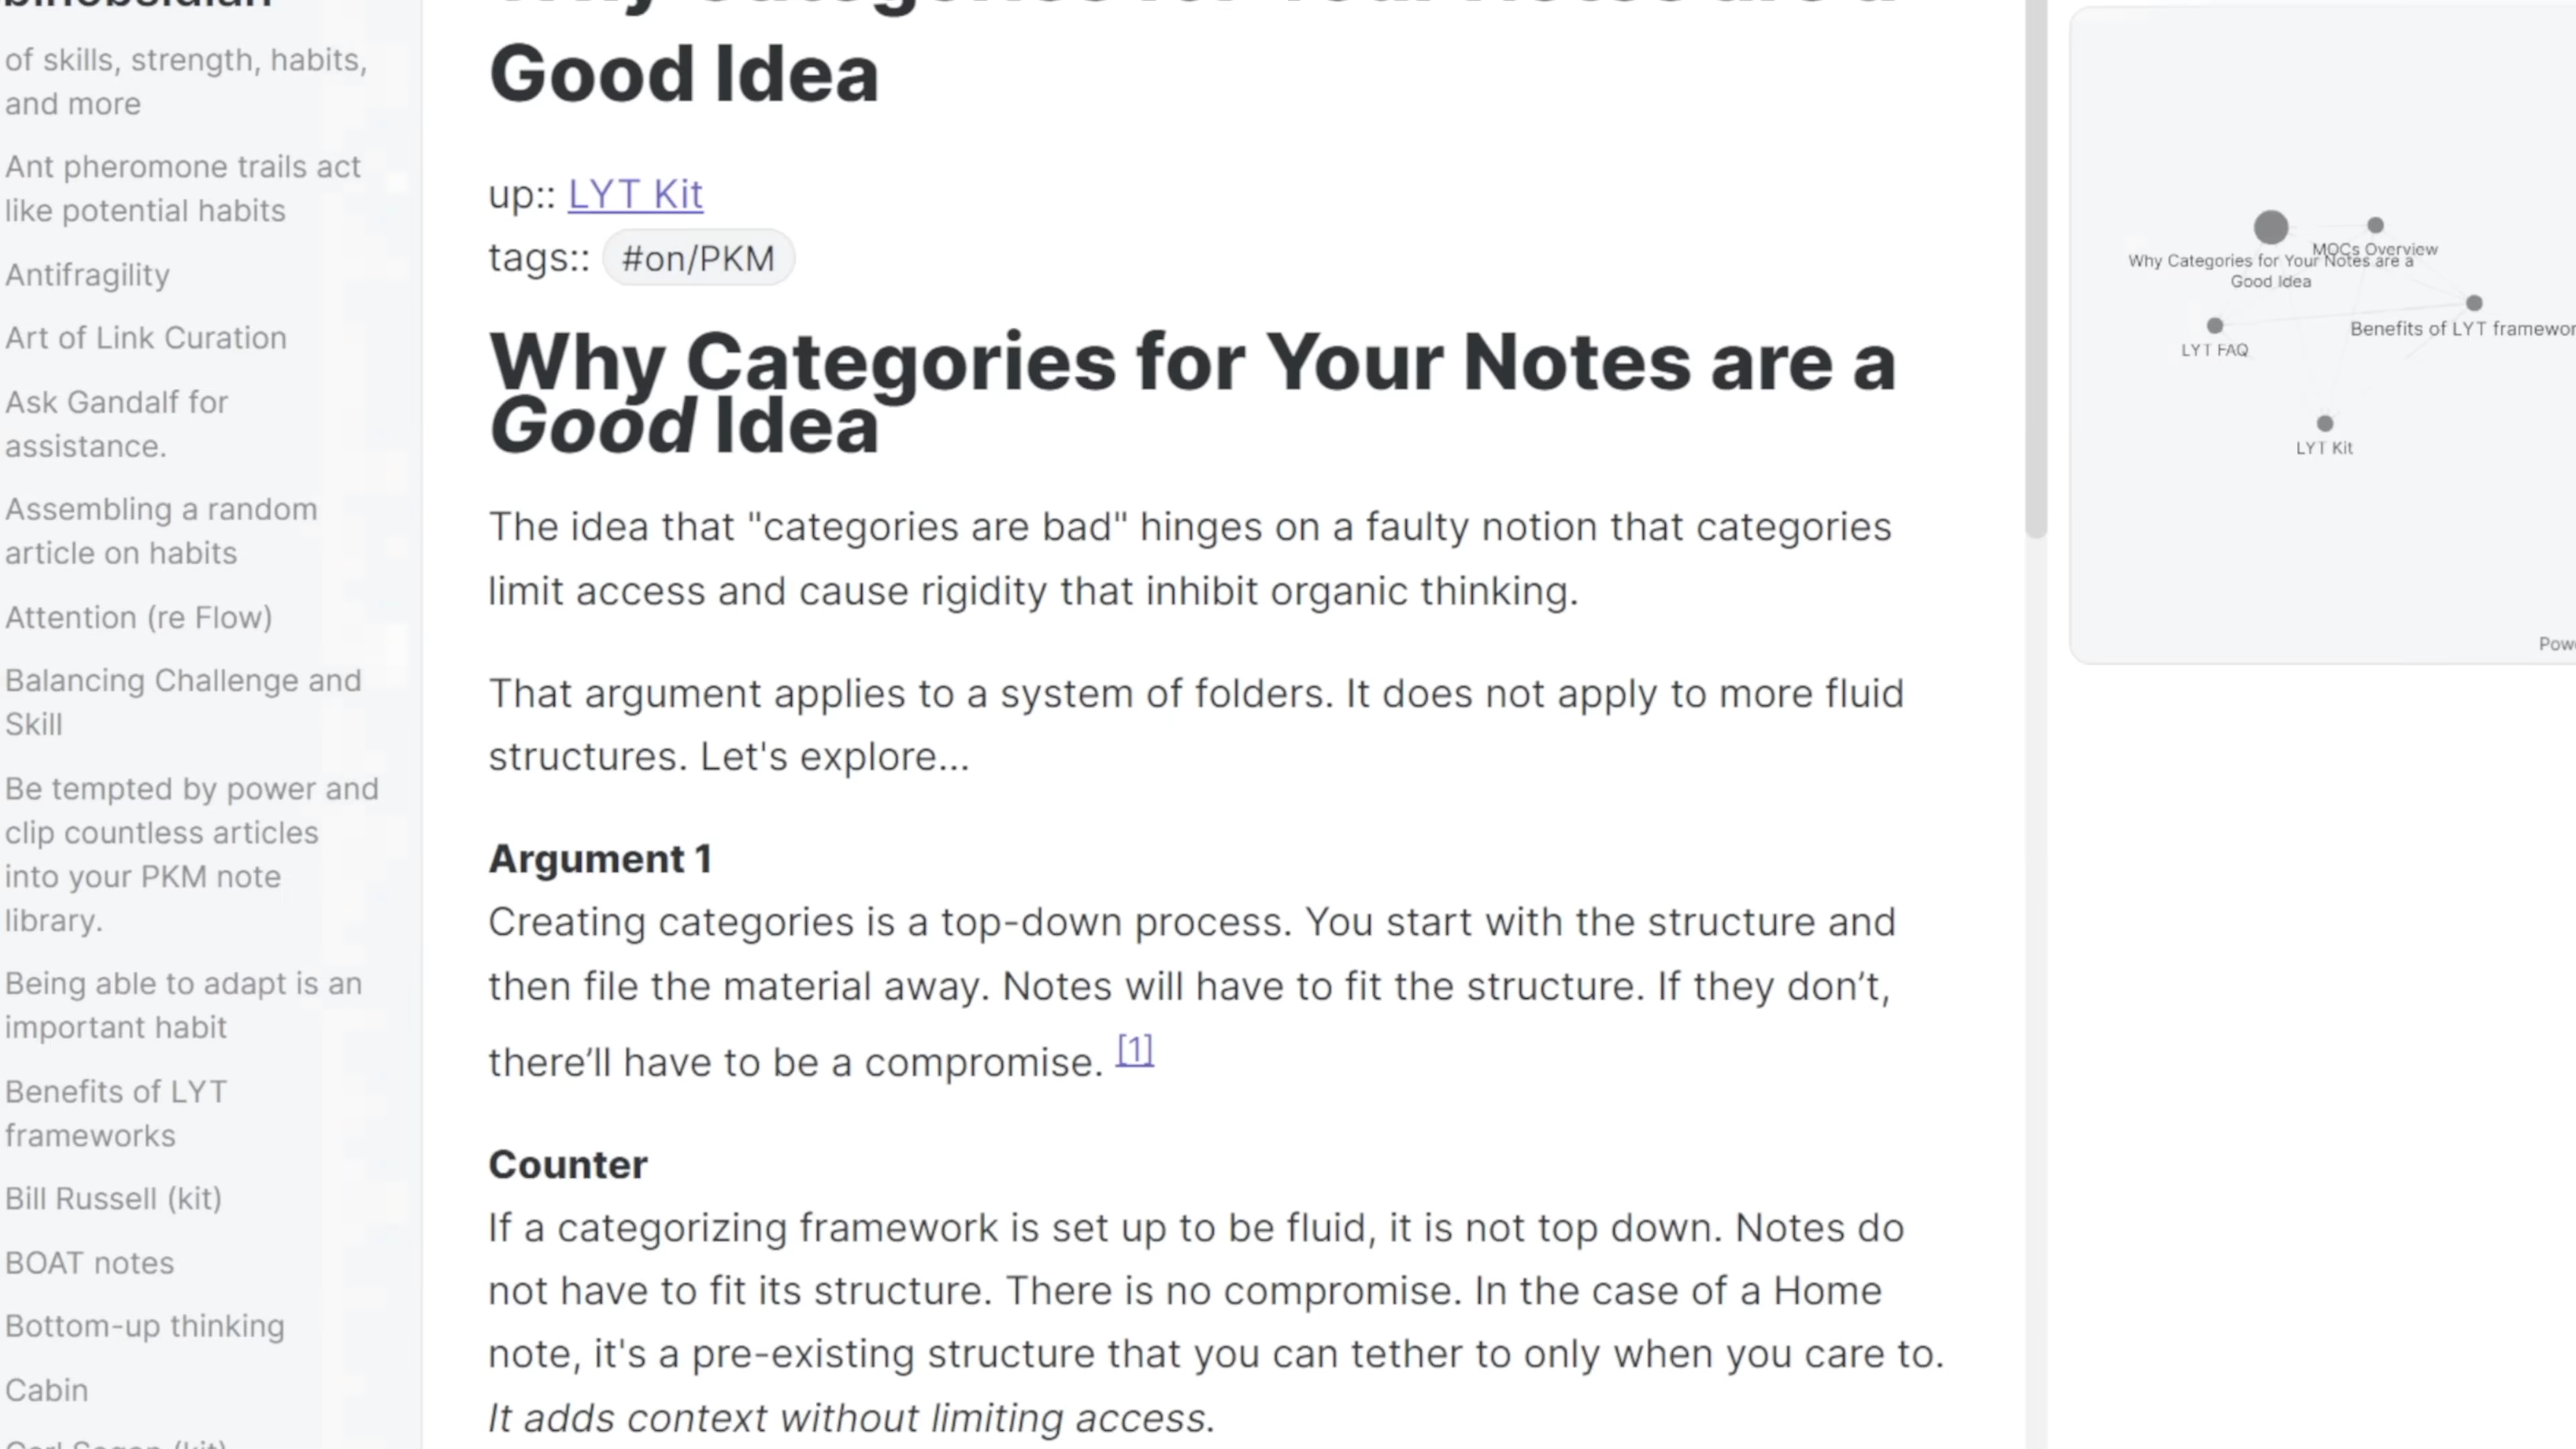 of skills, strength, habits,
and more
Ant pheromone trails act
like potential habits
Antifragility
Art of Link Curation
Ask Gandalf for
assistance.
Assembling a random
article on habits
Attention (re Flow)
Balancing Challenge and
Skill
Be tempted by power and
clip countless articles
into your PKM note
library.
Being able to adapt is an
important habit
Benefits of LYT
frameworks
Bill Russell (kit)
BOAT notes
Bottom-up thinking
Cabin
Why Categories for Your Notes are a
Good Idea
up:: LYT Kit
tags:: #on/PKM
Why Categories for Your Notes are a
Good Idea
The idea that "categories are bad" hinges on a faulty notion that categories
limit access and cause rigidity that inhibit organic thinking.
That argument applies to a system of folders. It does not apply to more fluid
structures. Let's explore...
Argument 1
Creating categories is a top-down process. You start with the structure and
then file the material away. Notes will have to fit the structure. If they don’t,
there’ll have to be a compromise. [1]
Counter
If a categorizing framework is set up to be fluid, it is not top down. Notes do
not have to fit its structure. There is no compromise. In the case of a Home
note, it's a pre-existing structure that you can tether to only when you care to.
It adds context without limiting access.
MOCs Overview
Why Categories for Your Notes are a
Good Idea
Benefits of LYT framewor
LYT FAQ
LYT Kit